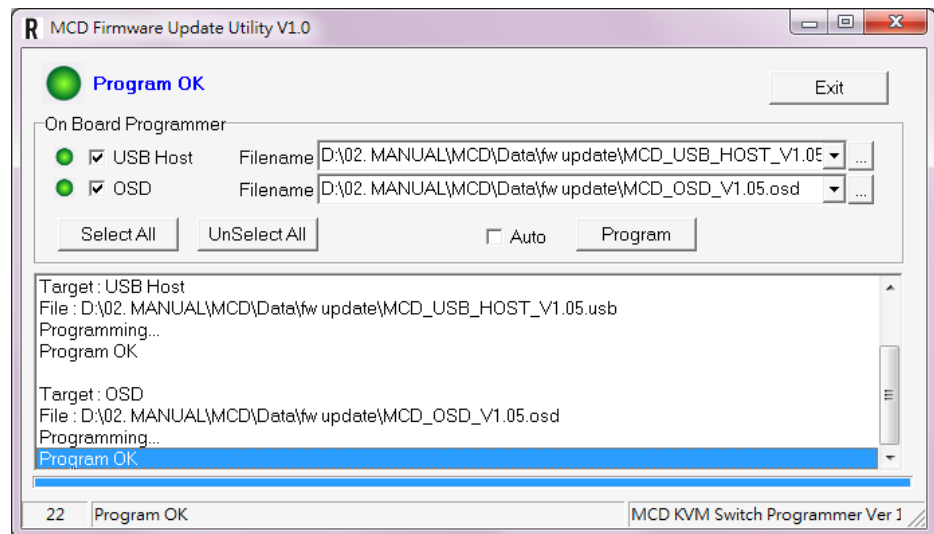 R MCD Firmware Update Utility V1.0
Program OK
Exit
On Board Programmer
USB Host Filename D:\02. MANUAL\MCD\Data\fw update\MCD_USB_HOST_V1.05 ...
OSD Filename D:\02. MANUAL\MCD\Data\fw update\MCD_OSD_V1.05.osd ...
Select All UnSelect All Auto Program
Target : USB Host
File : D:\02. MANUAL\MCD\Data\fw update\MCD_USB_HOST_V1.05.usb
Programming...
Program OK
Target : OSD
File : D:\02. MANUAL\MCD\Data\fw update\MCD_OSD_V1.05.osd
Programming...
Program OK
22 Program OK MCD KVM Switch Programmer Ver 1